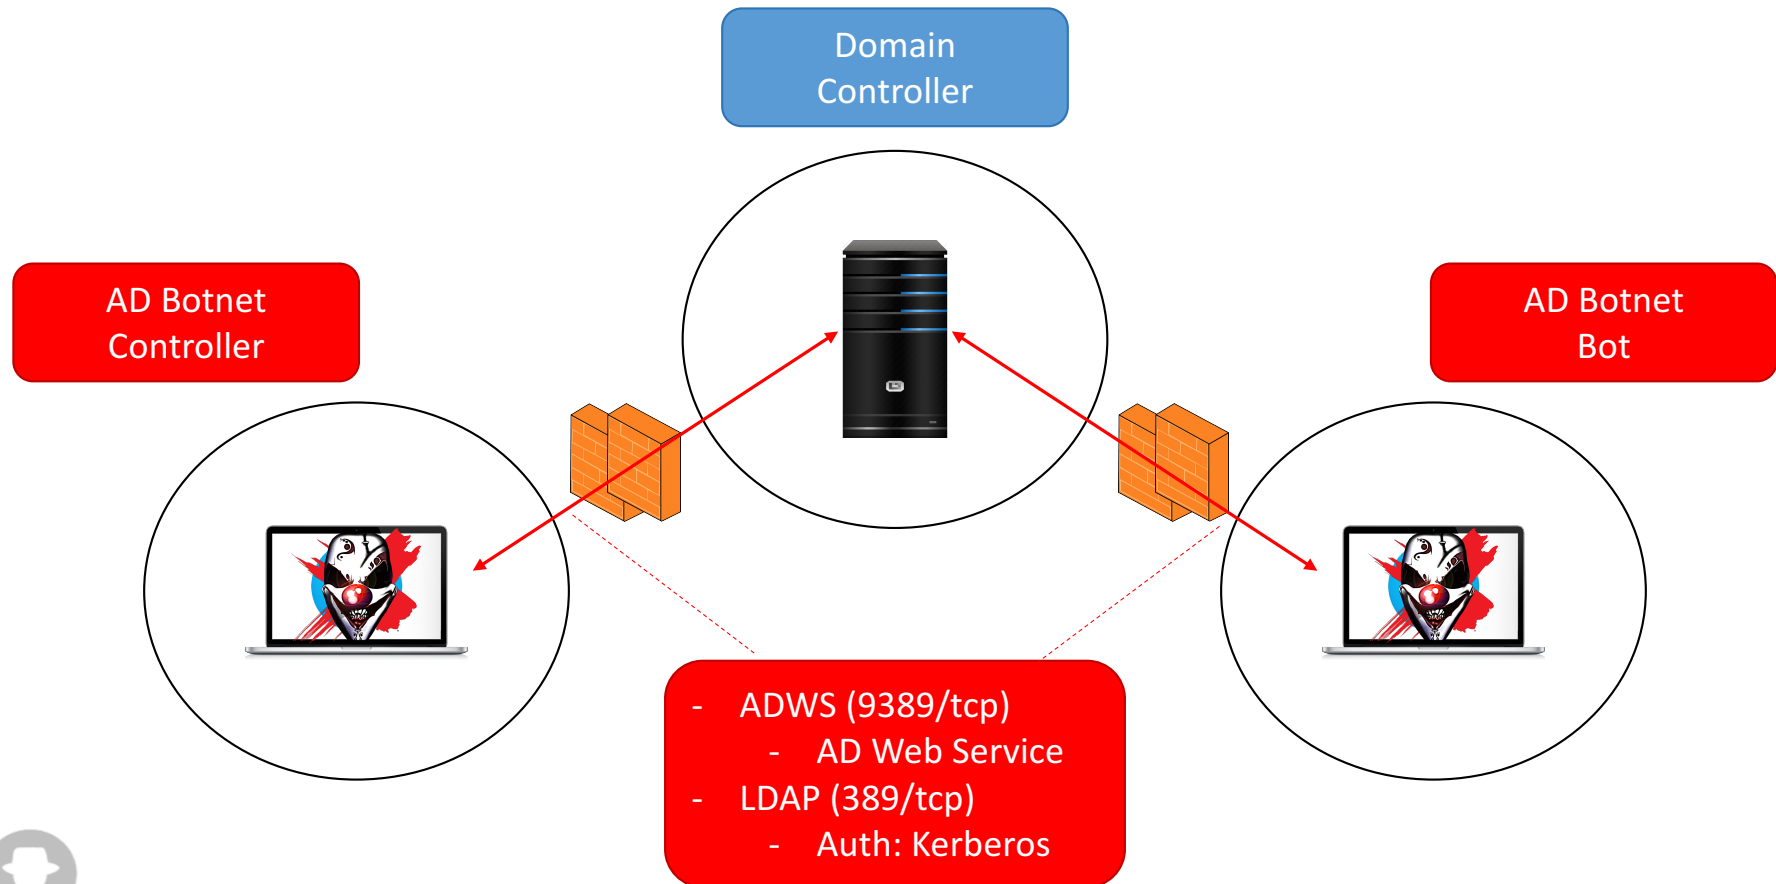 Domain
Controller
AD Botnet
Controller
AD Botnet
Bot
- ADWS (9389/tcp)
- AD Web Service
- LDAP (389/tcp)
- Auth: Kerberos